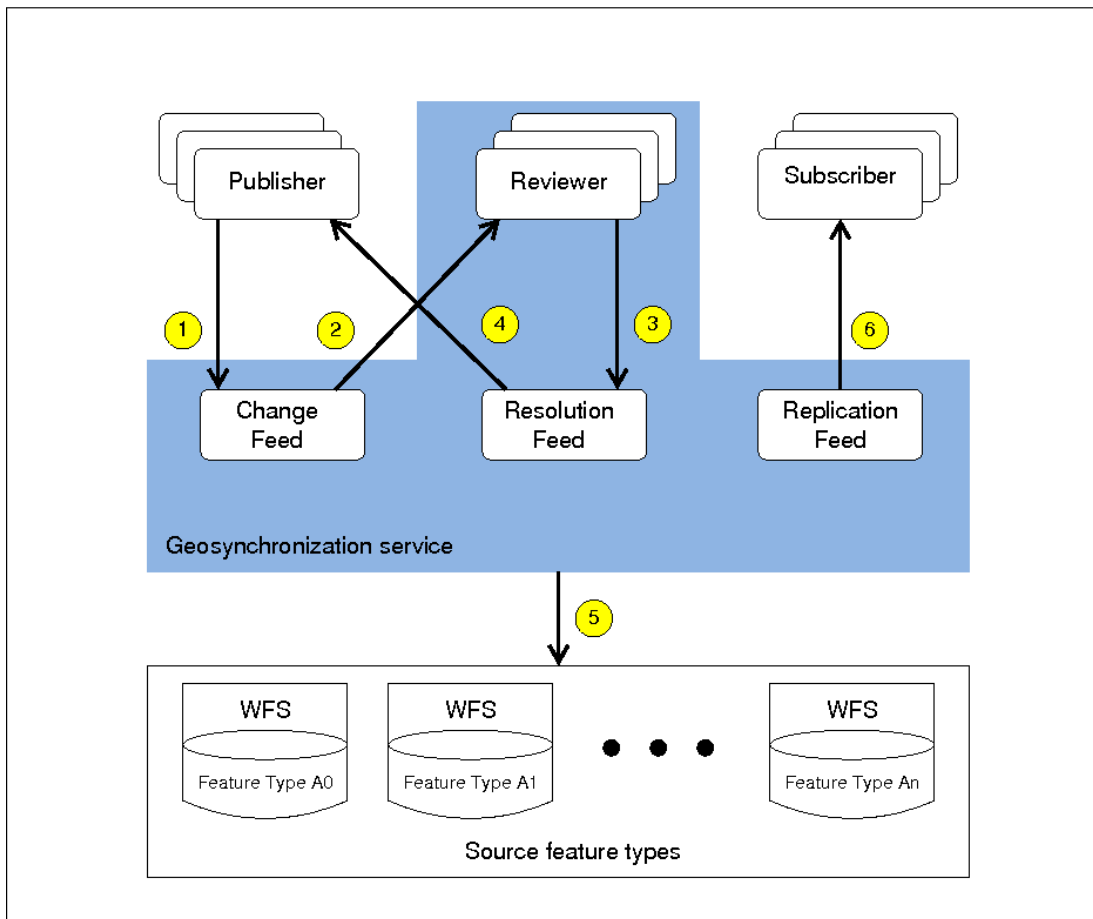 Publisher
Reviewer
Subscriber
1
2
4
3
6
Change
Feed
Resolution
Feed
Replication
Feed
Geosynchronization service
5
WFS
Feature Type A0
WFS
Feature Type A1
WFS
Feature Type An
Source feature types